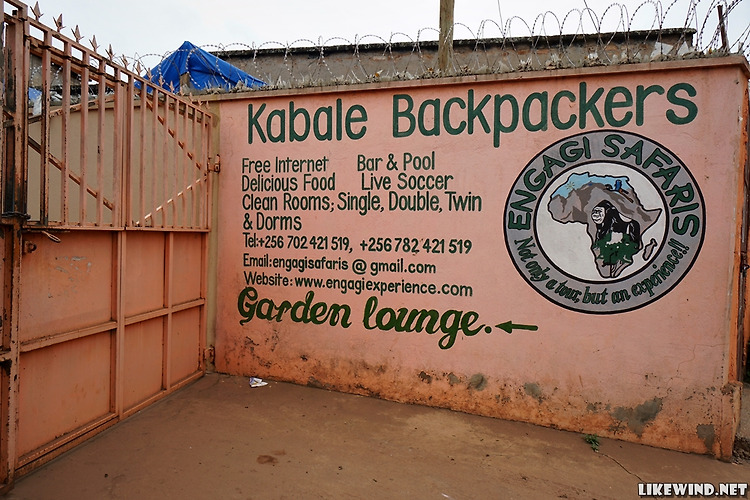 Kabale Backpackers
Free Internet Bar & Pool
Delicious Food Live Soccer
Clean Rooms; Single, Double, Twin
& Dorms
Tel:+256 702 421 519, +256 782 421 519
Email:engagisafaris @ gmail.com
Website: www.engagiexperience.com
Garden lounge.
ENGAGI SAFARIS
Not only a tour, but an experience!!
LIKEWIND.NET